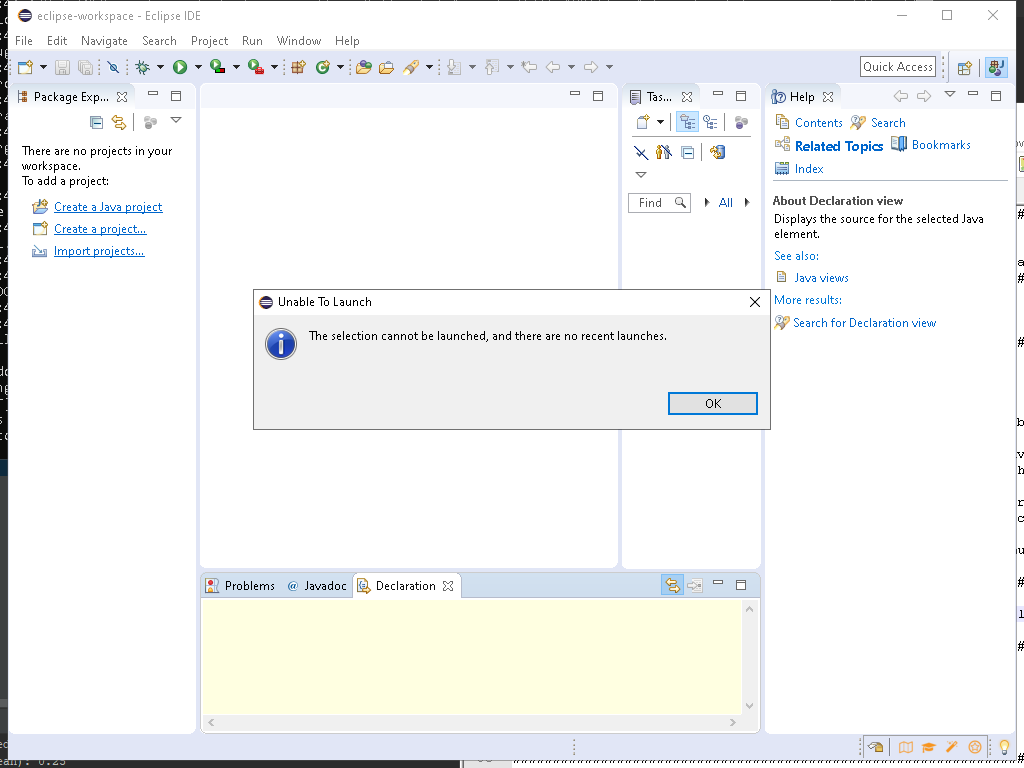 eclipse-workspace - Eclipse IDE
File Edit Navigate Search Project Run Window Help
Quick Access
Package Exp...
There are no projects in your
workspace.
To add a project:
Create a Java project
Create a project...
Import projects...
Tas...
Find
All
Help
Contents Search
Related Topics Bookmarks
Index
About Declaration view
Displays the source for the selected Java
element.
See also:
Java views
More results:
Search for Declaration view
Unable To Launch
The selection cannot be launched, and there are no recent launches.
OK
Problems @ Javadoc Declaration